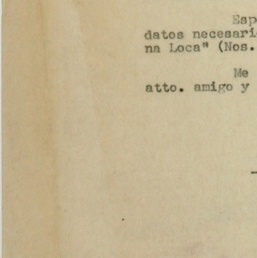 Esp
datos necesari
na Loca" (Nos.
Me
atto. amigo y